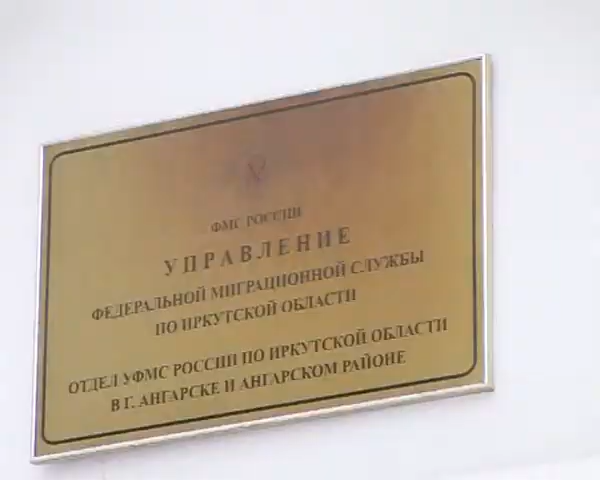 ФМС РОССИИ
УПРАВЛЕНИЕ
ФЕДЕРАЛЬНОЙ МИГРАЦИОННОЙ СЛУЖБЫ
ПО ИРКУТСКОЙ ОБЛАСТИ
ОТДЕЛ УФМС РОССИИ ПО ИРКУТСКОЙ ОБЛАСТИ
В Г. АНГАРСКЕ И АНГАРСКОМ РАЙОНЕ